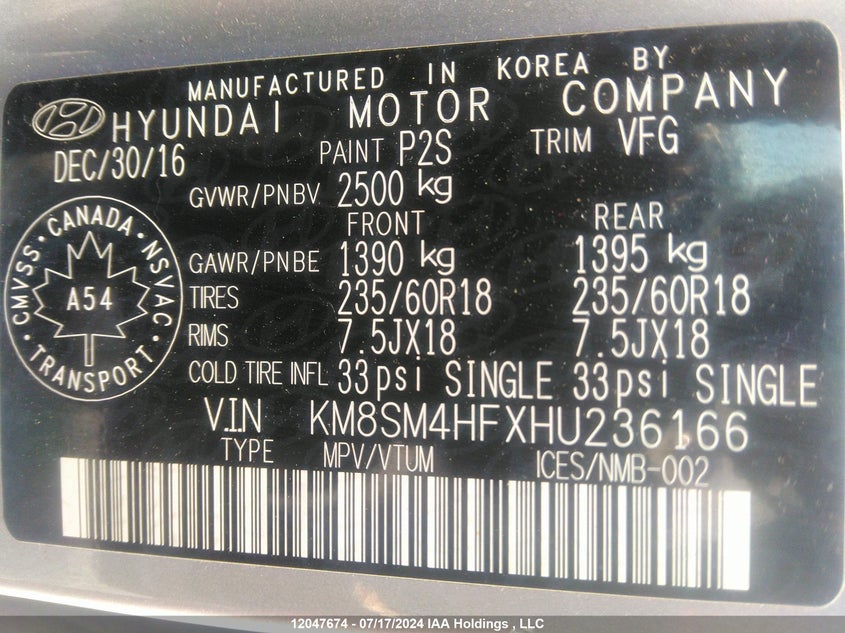 MANUFACTURED IN KOREA BY
HYUNDAI MOTOR COMPANY
DEC/30/16 PAINT P2S TRIM VFG
GVWR/PNBV 2500 kg
FRONT REAR
GAWR/PNBE 1390 kg 1395 kg
TIRES 235/60R18 235/60R18
RIMS 7.5JX18 7.5JX18
COLD TIRE INFL 33psi SINGLE 33psi SINGLE
V.I.N KM8SM4HFXHU236166
TYPE MPV/VTUM ICES/NMB-002
CMVSS · CANADA · NSVAC · TRANSPORT ·
A54
12047674 - 07/17/2024 IAA Holdings , LLC